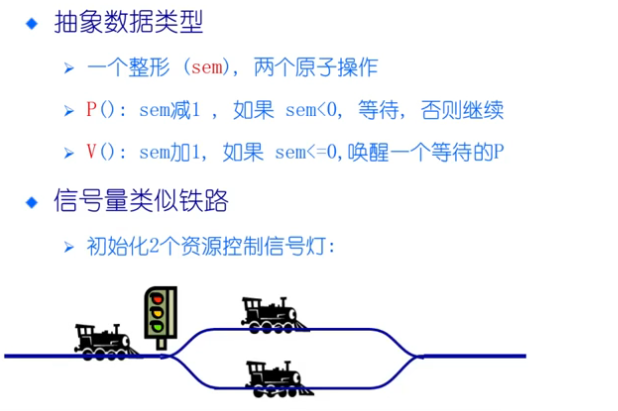 抽象数据类型
一个整形 (sem), 两个原子操作
P(): sem减1 , 如果 sem<0, 等待, 否则继续
V(): sem加1, 如果 sem<=0,唤醒一个等待的P
信号量类似铁路
初始化2个资源控制信号灯: